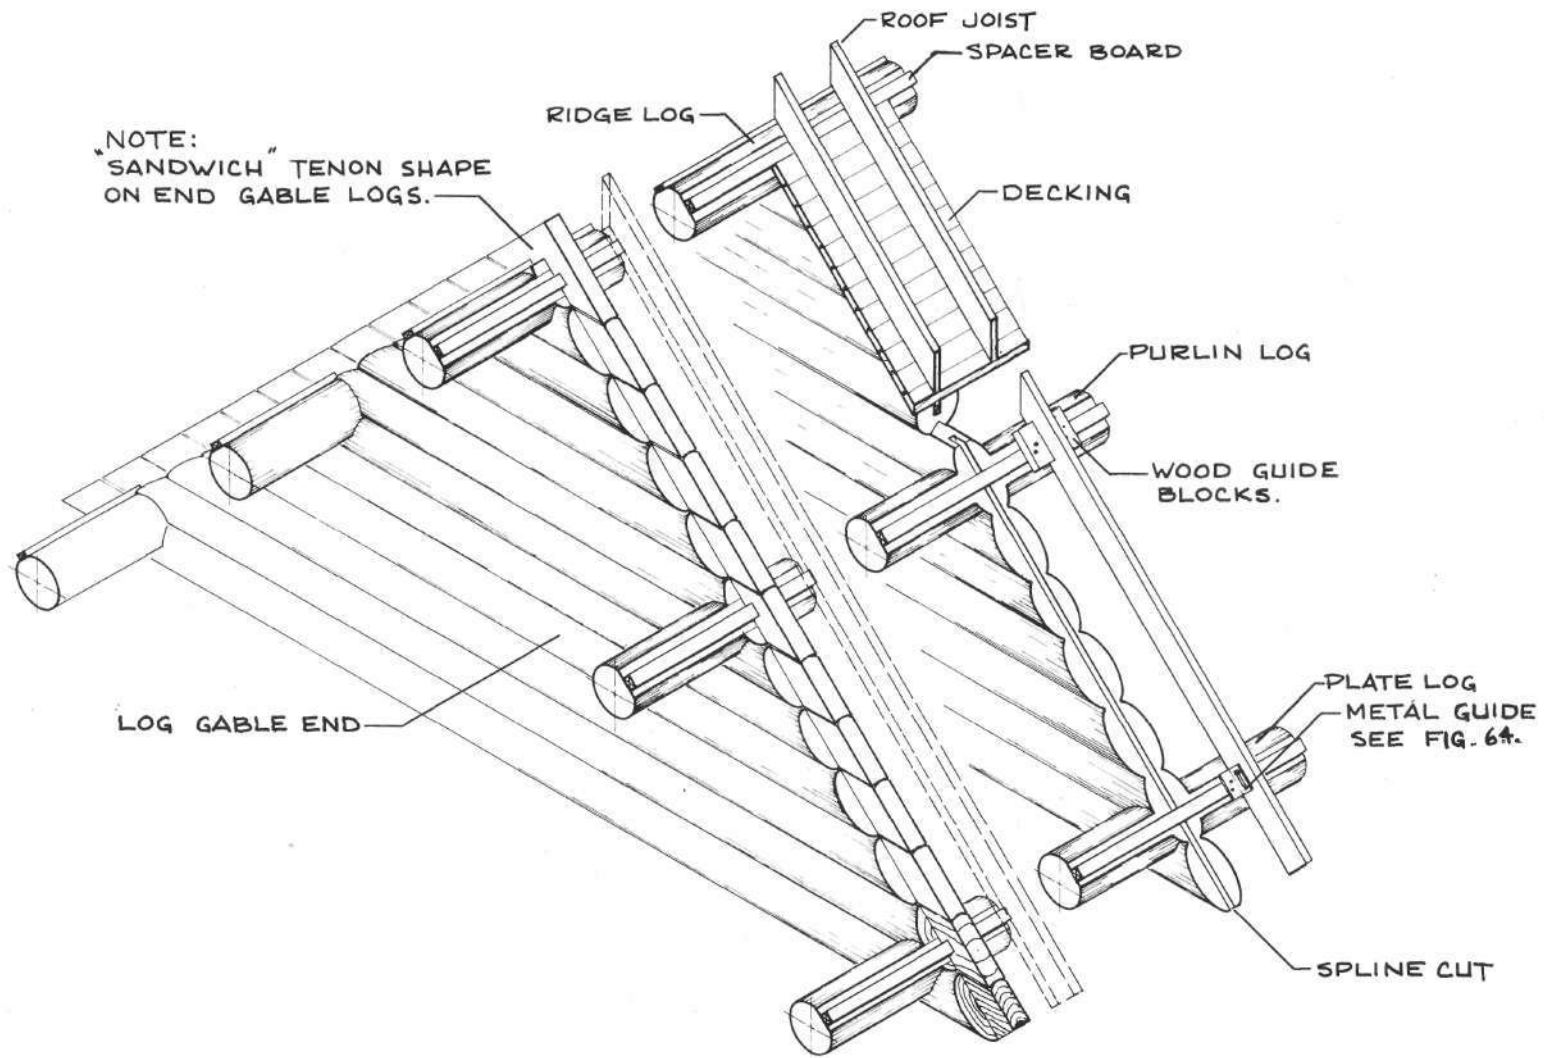 ROOF JOIST
SPACER BOARD
RIDGE LOG
NOTE:
"SANDWICH" TENON SHAPE
ON END GABLE LOGS.
DECKING
PURLIN LOG
WOOD GUIDE
BLOCKS.
PLATE LOG
METAL GUIDE
SEE FIG. 64.
LOG GABLE END
SPLINE CUT